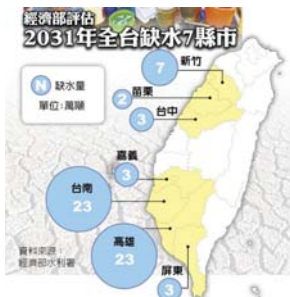 經濟部評估
2031年全台缺水7縣市
N 缺水量
單位:萬噸
7 新竹
2 苗栗
3 台中
嘉義
3
台南
23
高雄
23
屏東
3
資料來源:
經濟部水利署